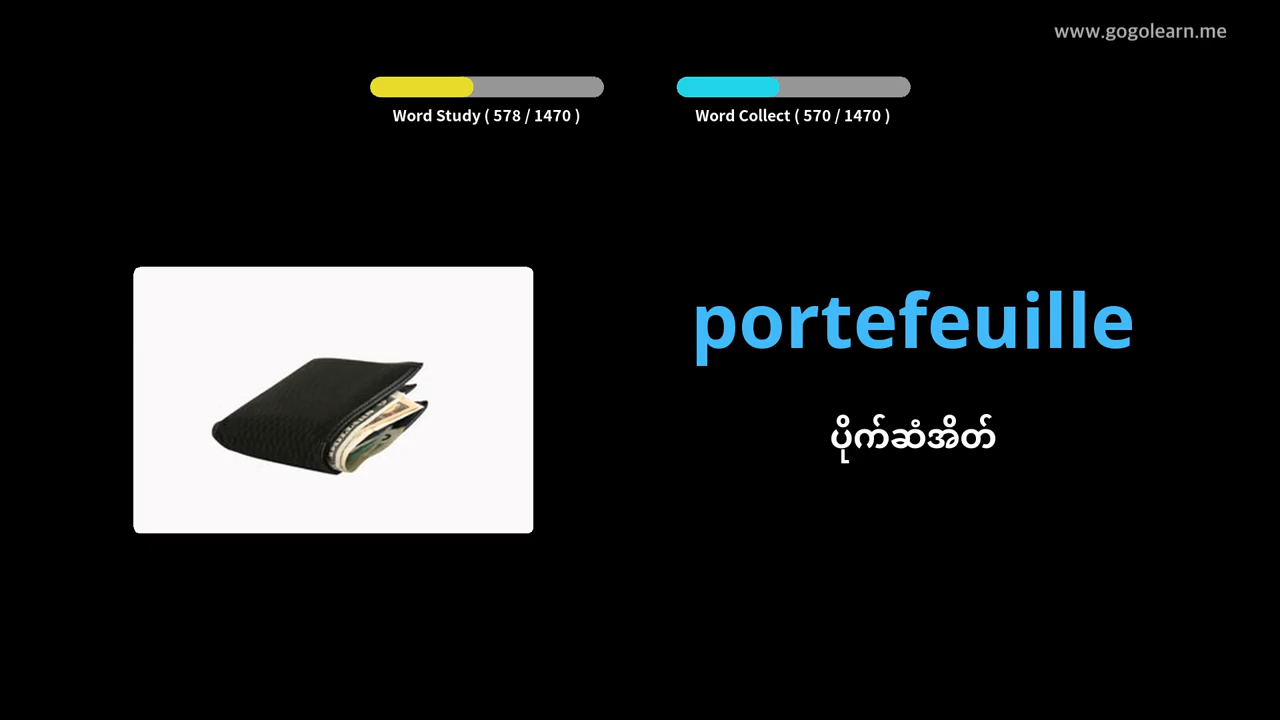 www.gogolearn.me
Word Study ( 578 / 1470 )
Word Collect ( 570 / 1470 )
portefeuille
ပိုက်ဆံအိတ်